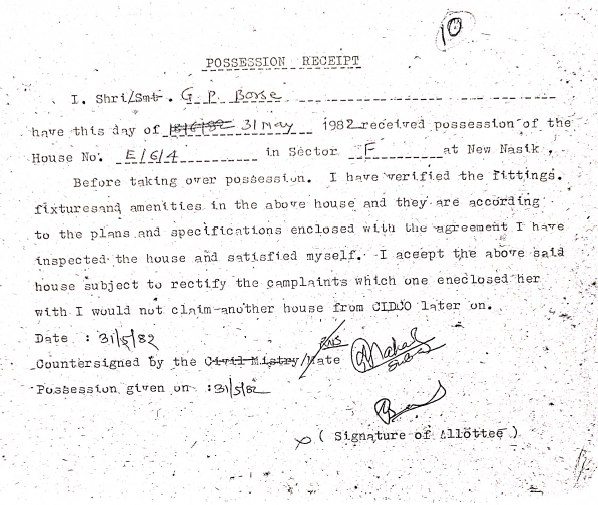 10
POSSESSION RECEIPT
I. Shri/Smt. G. P. Borse
have this day of 31 May 1982 received possession of the
House No. E/6/4 in Sector F at New Nasik.
Before taking over possession. I have verified the fittings.
fixturesand amenities in the above house and they are according
to the plans and specifications enclosed with the agreement I have
inspected the house and satisfied myself. I accept the above said
house subject to rectify the complaints which one eneclosed her
with I would not claim another house from CIDCO later on.
Date : 31/5/82
Countersigned by the Civil Mistry/Mate
Possession given on : 31/5/82
( Signature of Allottee )